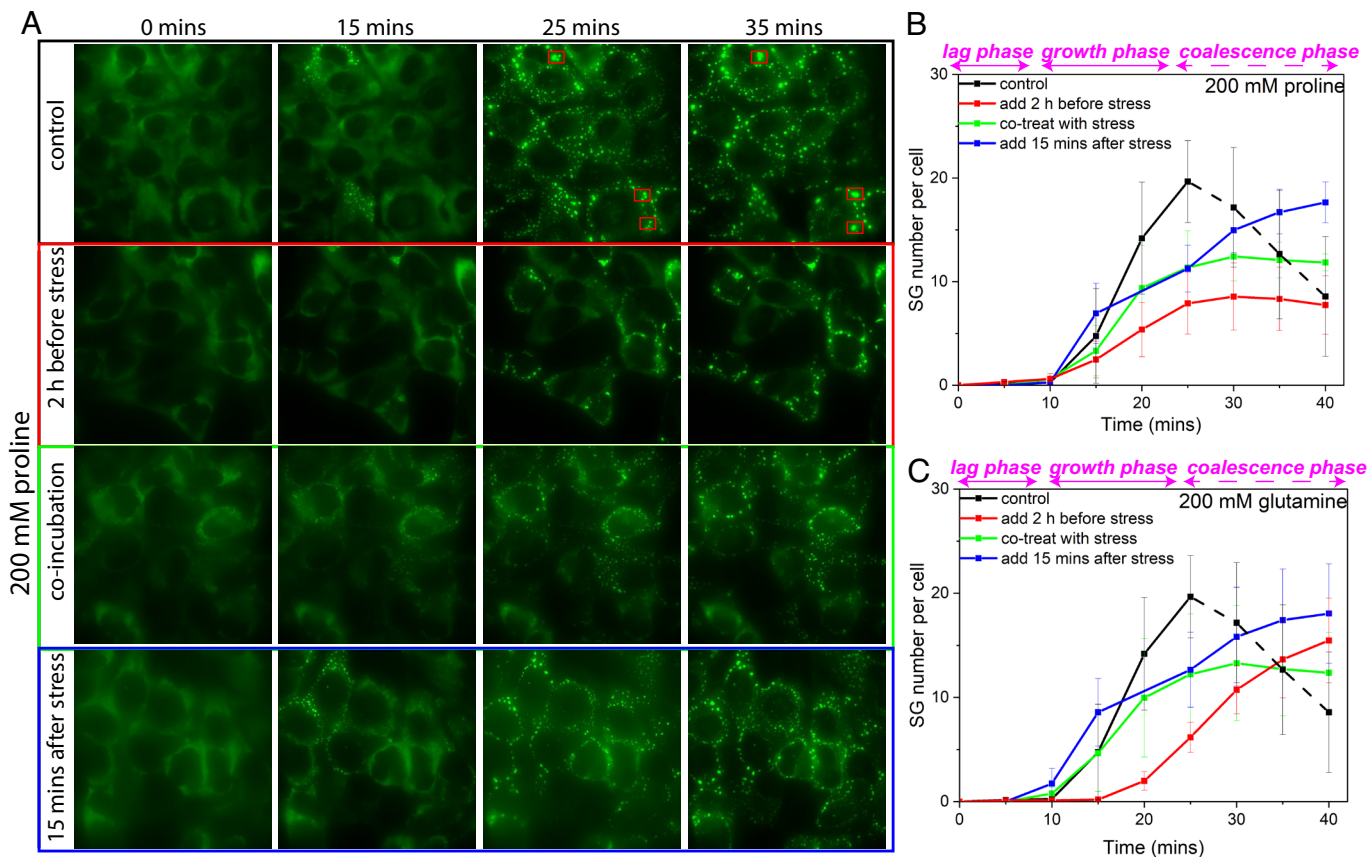 A
0 mins
15 mins
25 mins
35 mins
200 mM proline
control
2 h before stress
co-incubation
15 mins after stress
B
lag phase
growth phase
coalescence phase
200 mM proline
control
add 2 h before stress
co-treat with stress
add 15 mins after stress
SG number per cell
30
20
10
0
0
10
20
30
40
Time (mins)
C
lag phase
growth phase
coalescence phase
200 mM glutamine
control
add 2 h before stress
co-treat with stress
add 15 mins after stress
SG number per cell
30
20
10
0
0
10
20
30
40
Time (mins)